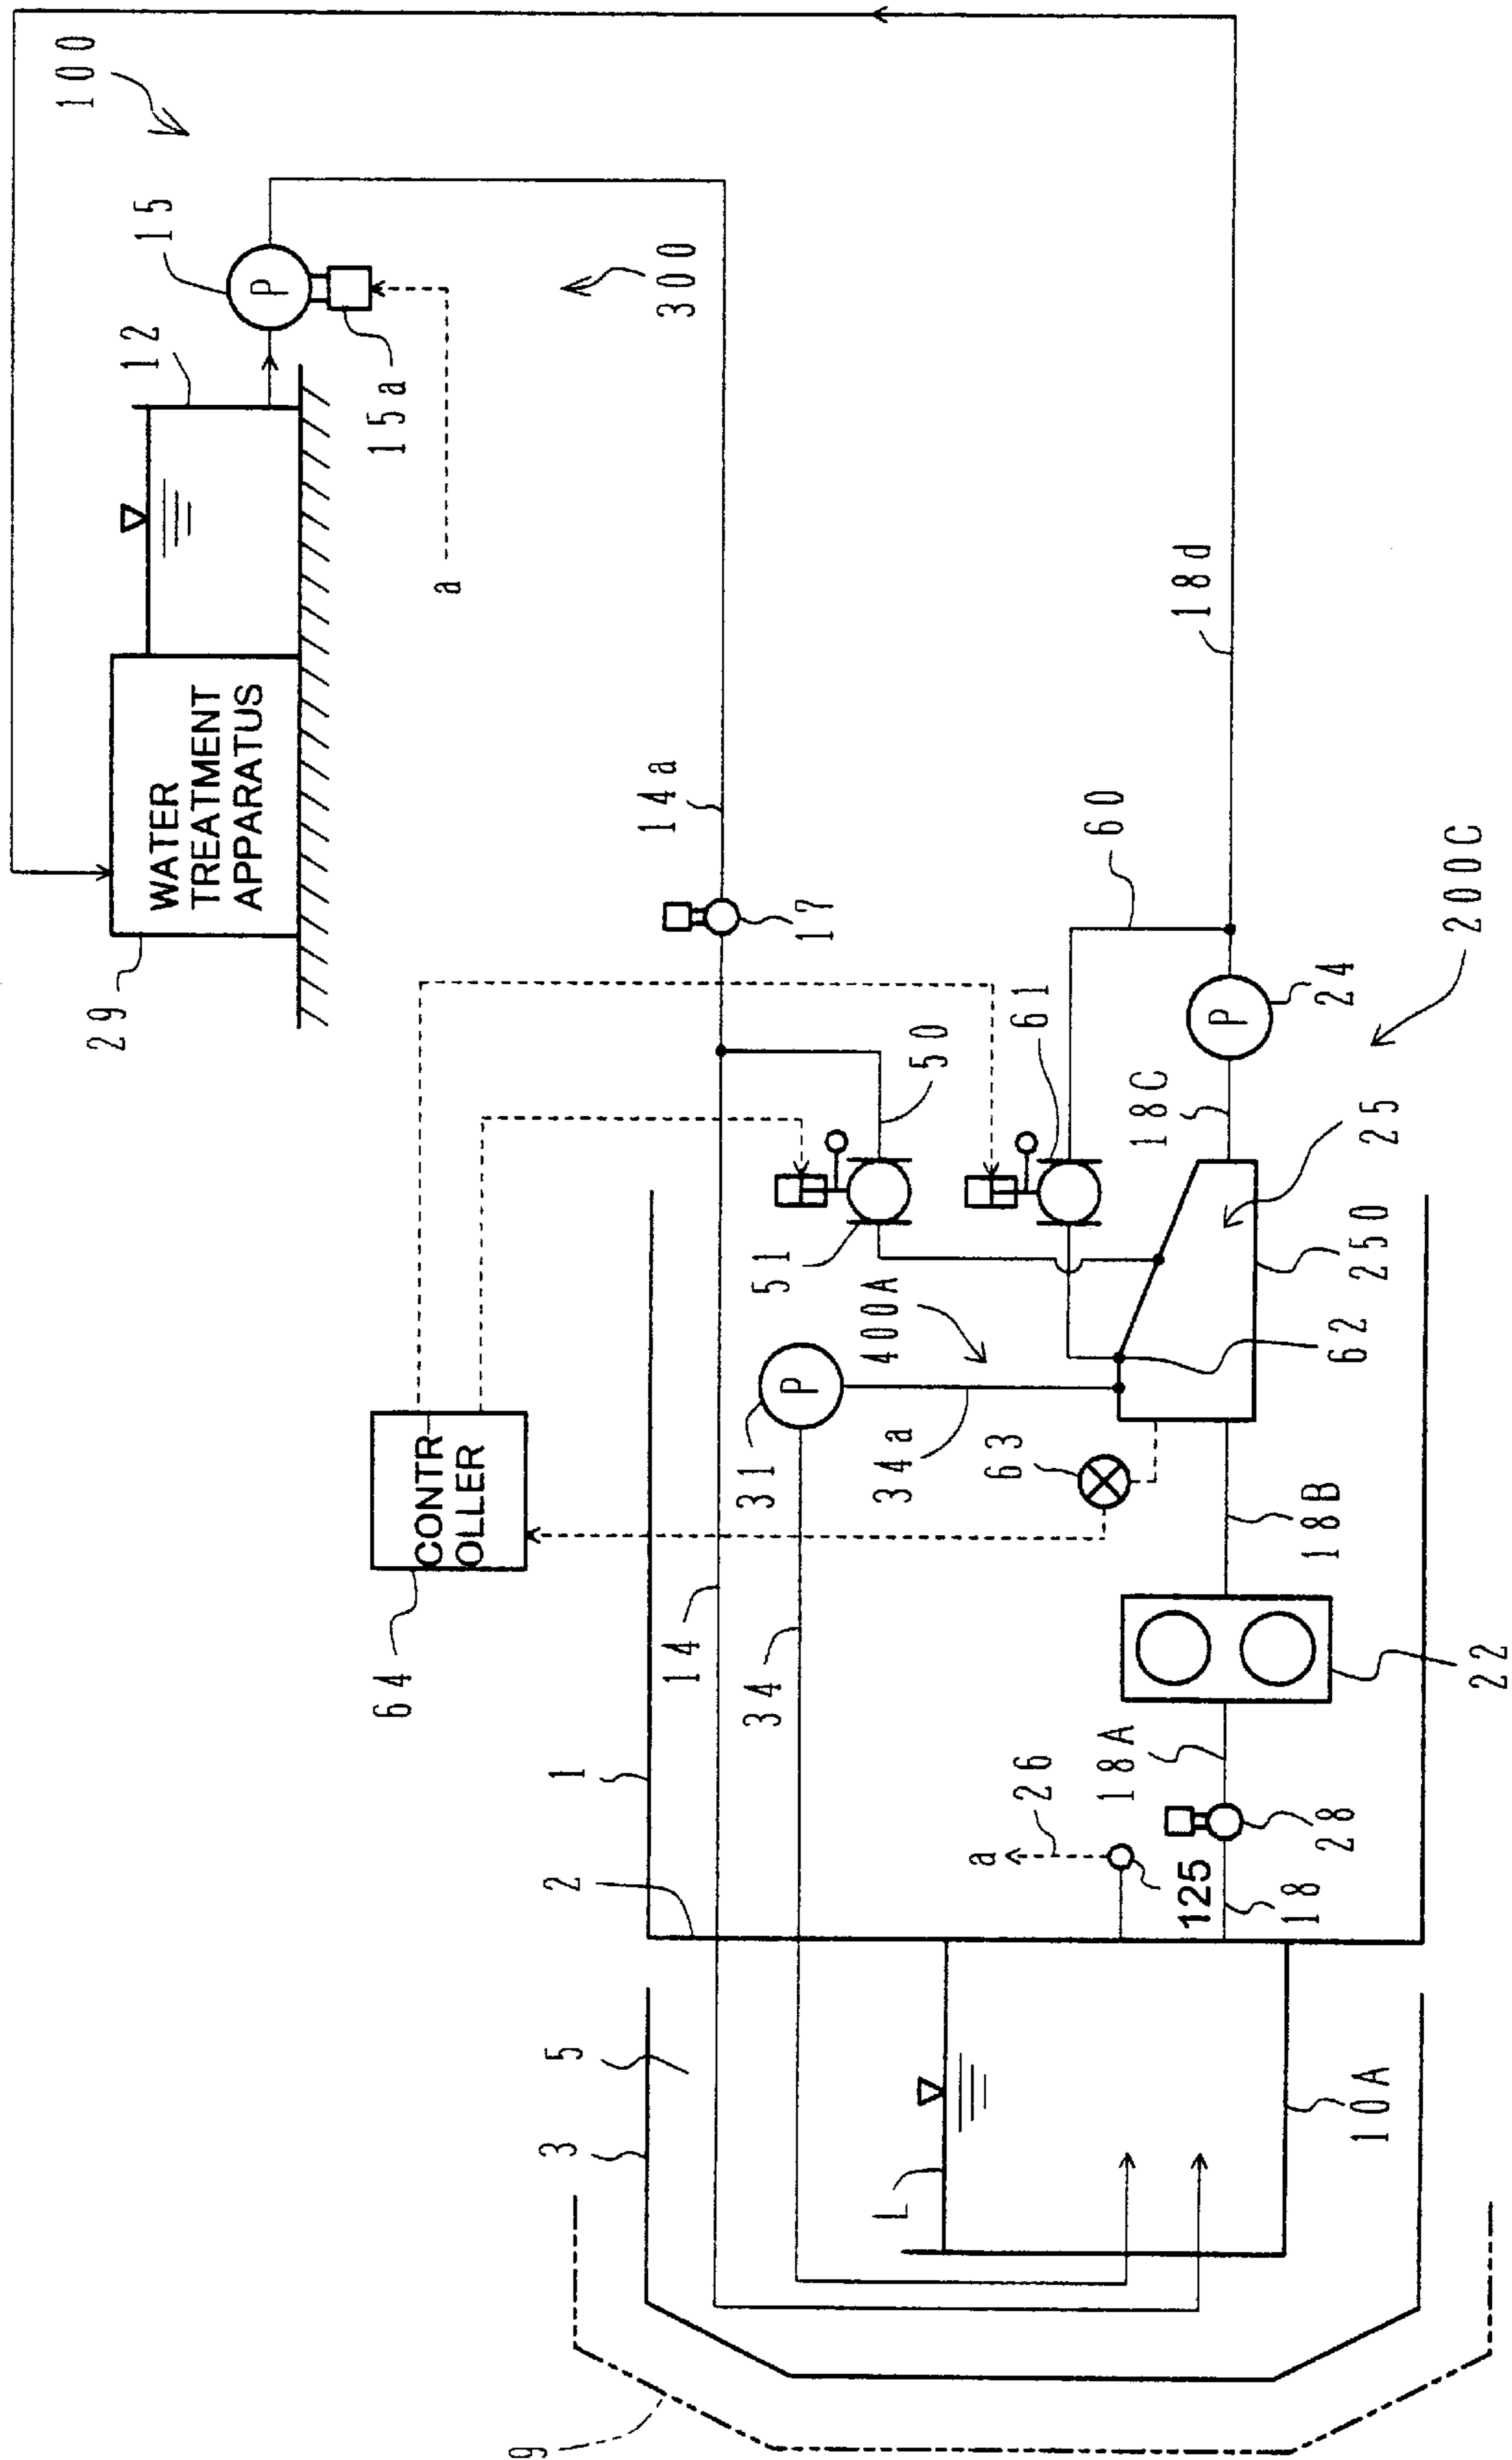 100
15
P
12
15a
a
300
WATER
TREATMENT
APPARATUS
29
14a
17
18d
60
200C
24
P
18C
25
250
62
61
50
51
400A
P
31
34a
63
CONTR
OLLER
64
14
34
18B
22
18A
28
26
a
125
18
1
2
5
3
L
10A
9